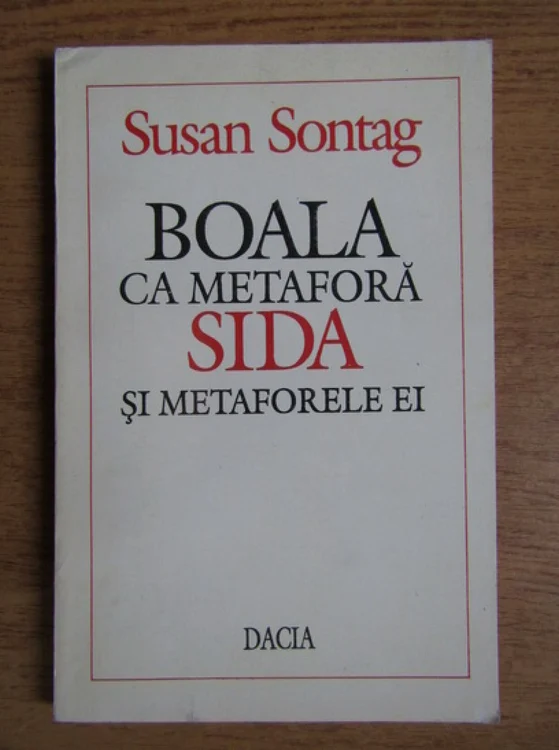 Susan Sontag
BOALA
CA METAFORĂ
SIDA
ŞI METAFORELE EI
DACIA